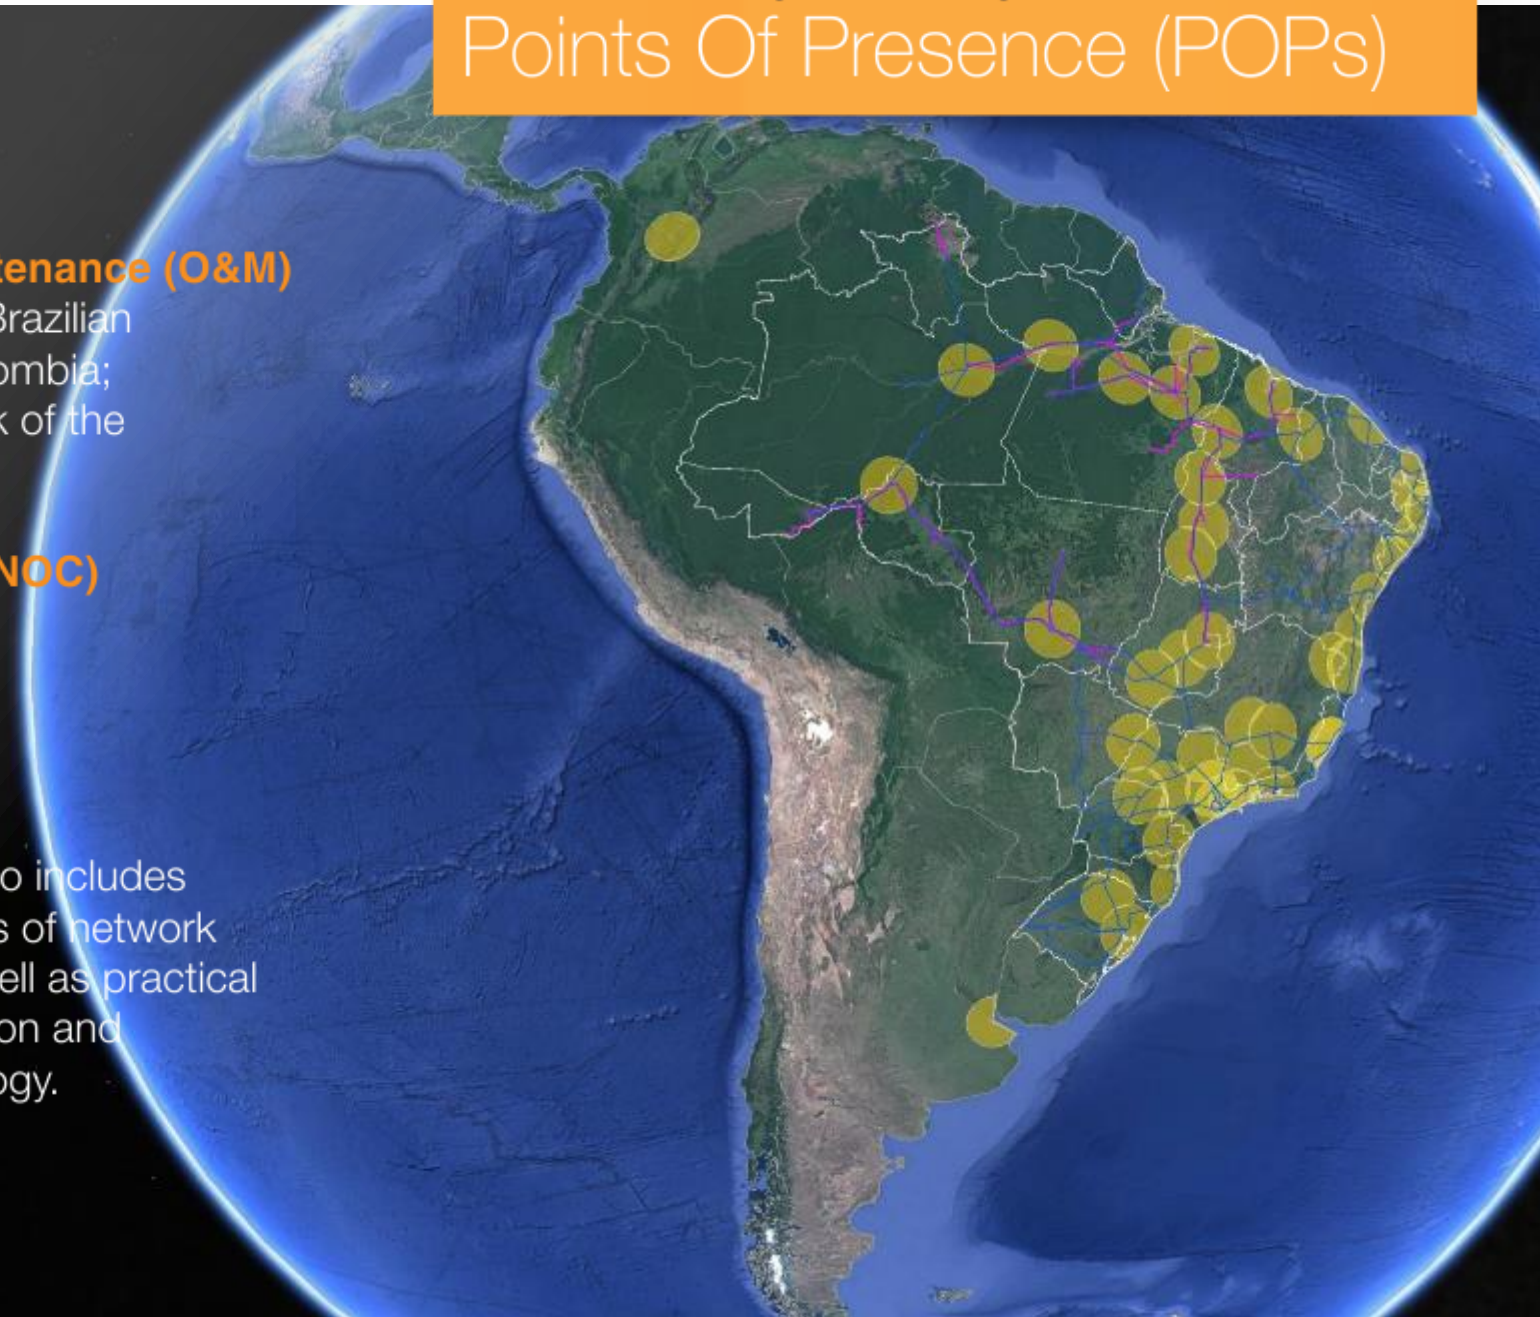 Points Of Presence (POPs)
tenance (O&M)
Brazilian
ombia;
k of the
NOC)
o includes
s of network
ell as practical
on and
ogy.